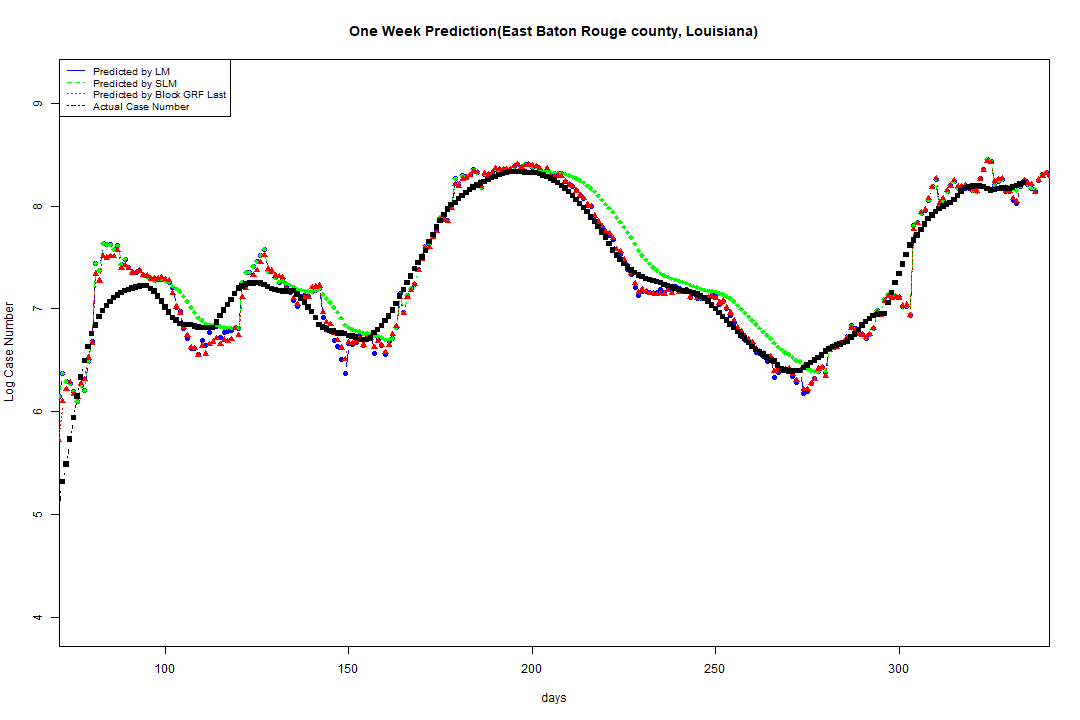 One Week Prediction(East Baton Rouge county, Louisiana)
Predicted by LM
Predicted by SLM
Predicted by Block GRF Last
Actual Case Number
Log Case Number
9
8
7
6
5
4
100 150 200 250 300
days